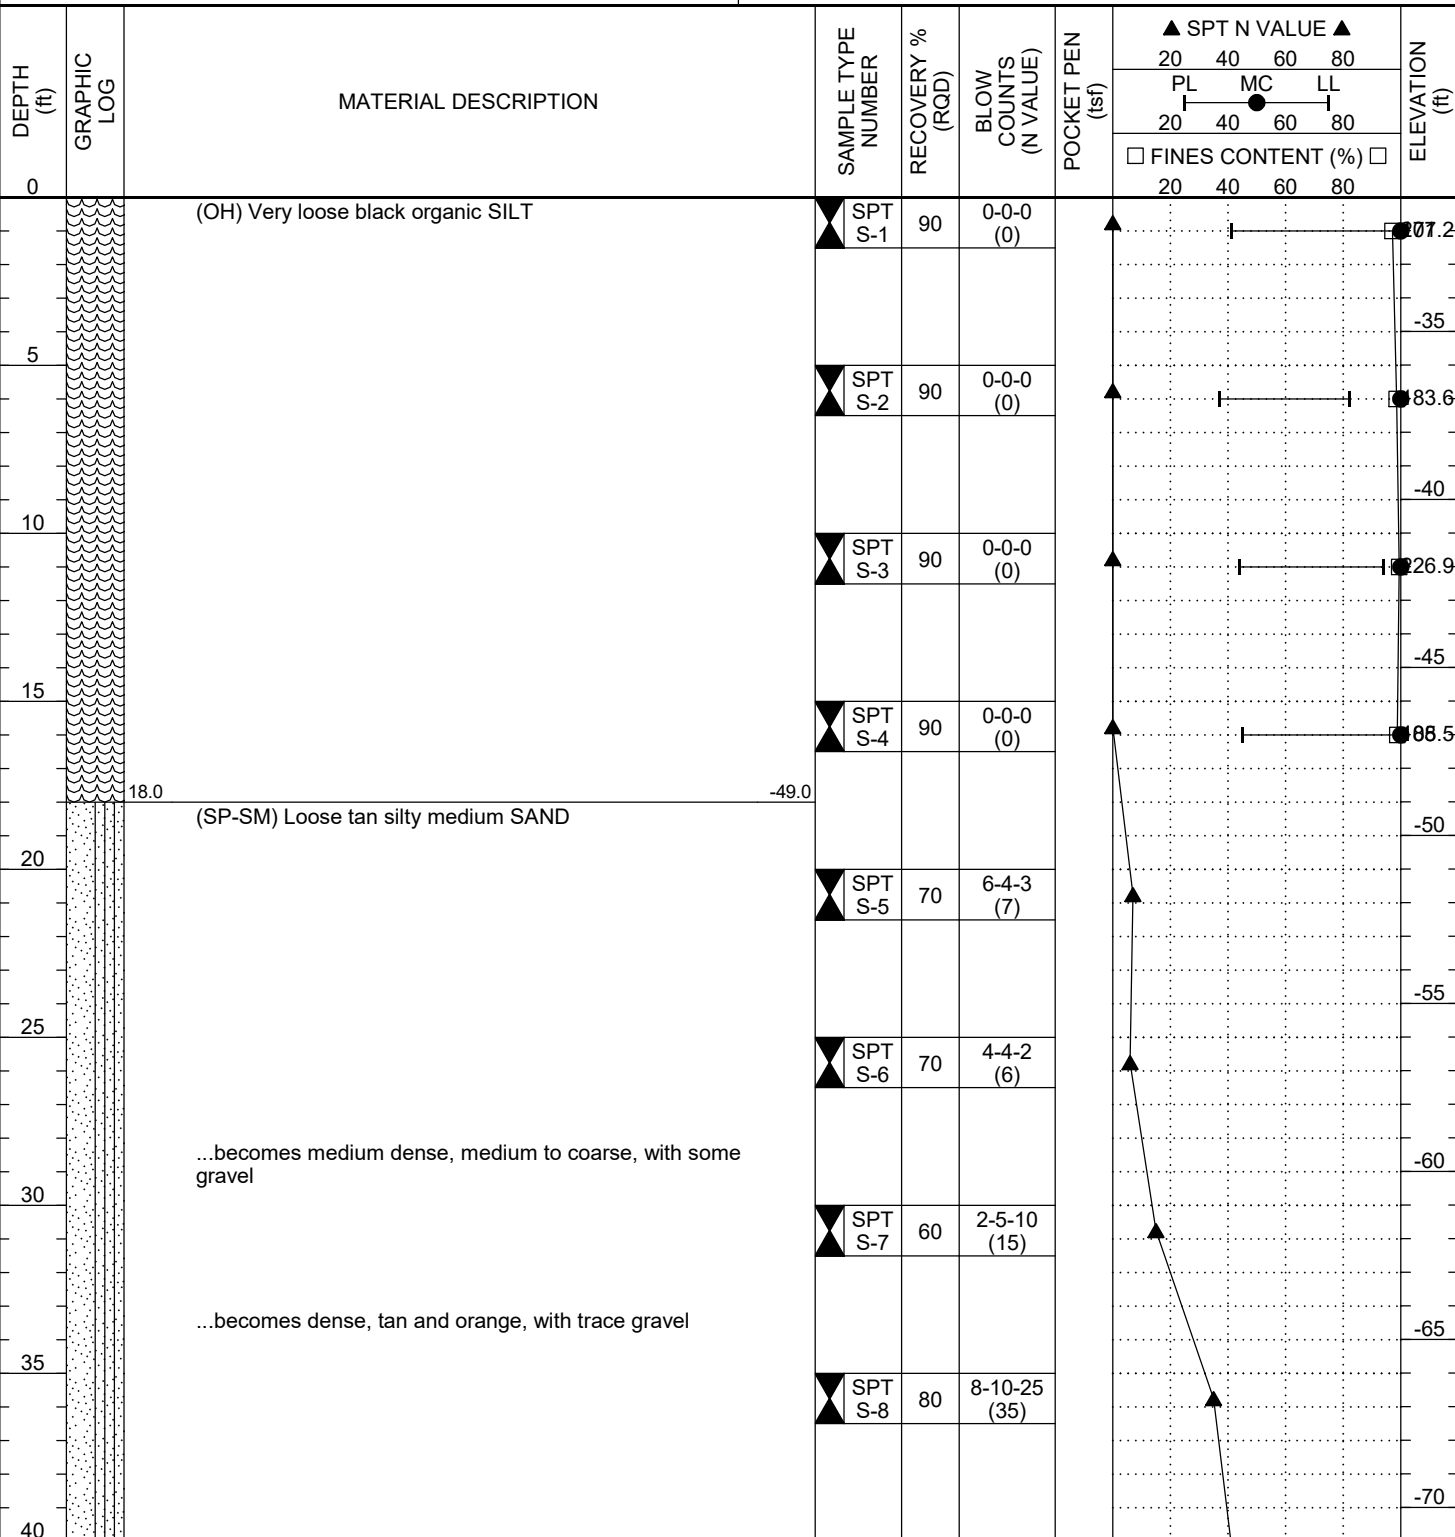 DEPTH
(ft)
GRAPHIC
LOG
MATERIAL DESCRIPTION
SAMPLE TYPE
NUMBER
RECOVERY %
(RQD)
BLOW
COUNTS
(N VALUE)
POCKET PEN
(tsf)
▲ SPT N VALUE ▲
20 40 60 80
PL MC LL
20 40 60 80
□ FINES CONTENT (%) □
20 40 60 80
ELEVATION
(ft)
0
(OH) Very loose black organic SILT
SPT
S-1
90
0-0-0
(0)
-35
5
SPT
S-2
90
0-0-0
(0)
183.6
-40
10
SPT
S-3
90
0-0-0
(0)
226.9
-45
15
SPT
S-4
90
0-0-0
(0)
18.0
-49.0
(SP-SM) Loose tan silty medium SAND
-50
20
SPT
S-5
70
6-4-3
(7)
-55
25
SPT
S-6
70
4-4-2
(6)
...becomes medium dense, medium to coarse, with some
gravel
-60
30
SPT
S-7
60
2-5-10
(15)
...becomes dense, tan and orange, with trace gravel
-65
35
SPT
S-8
80
8-10-25
(35)
-70
40